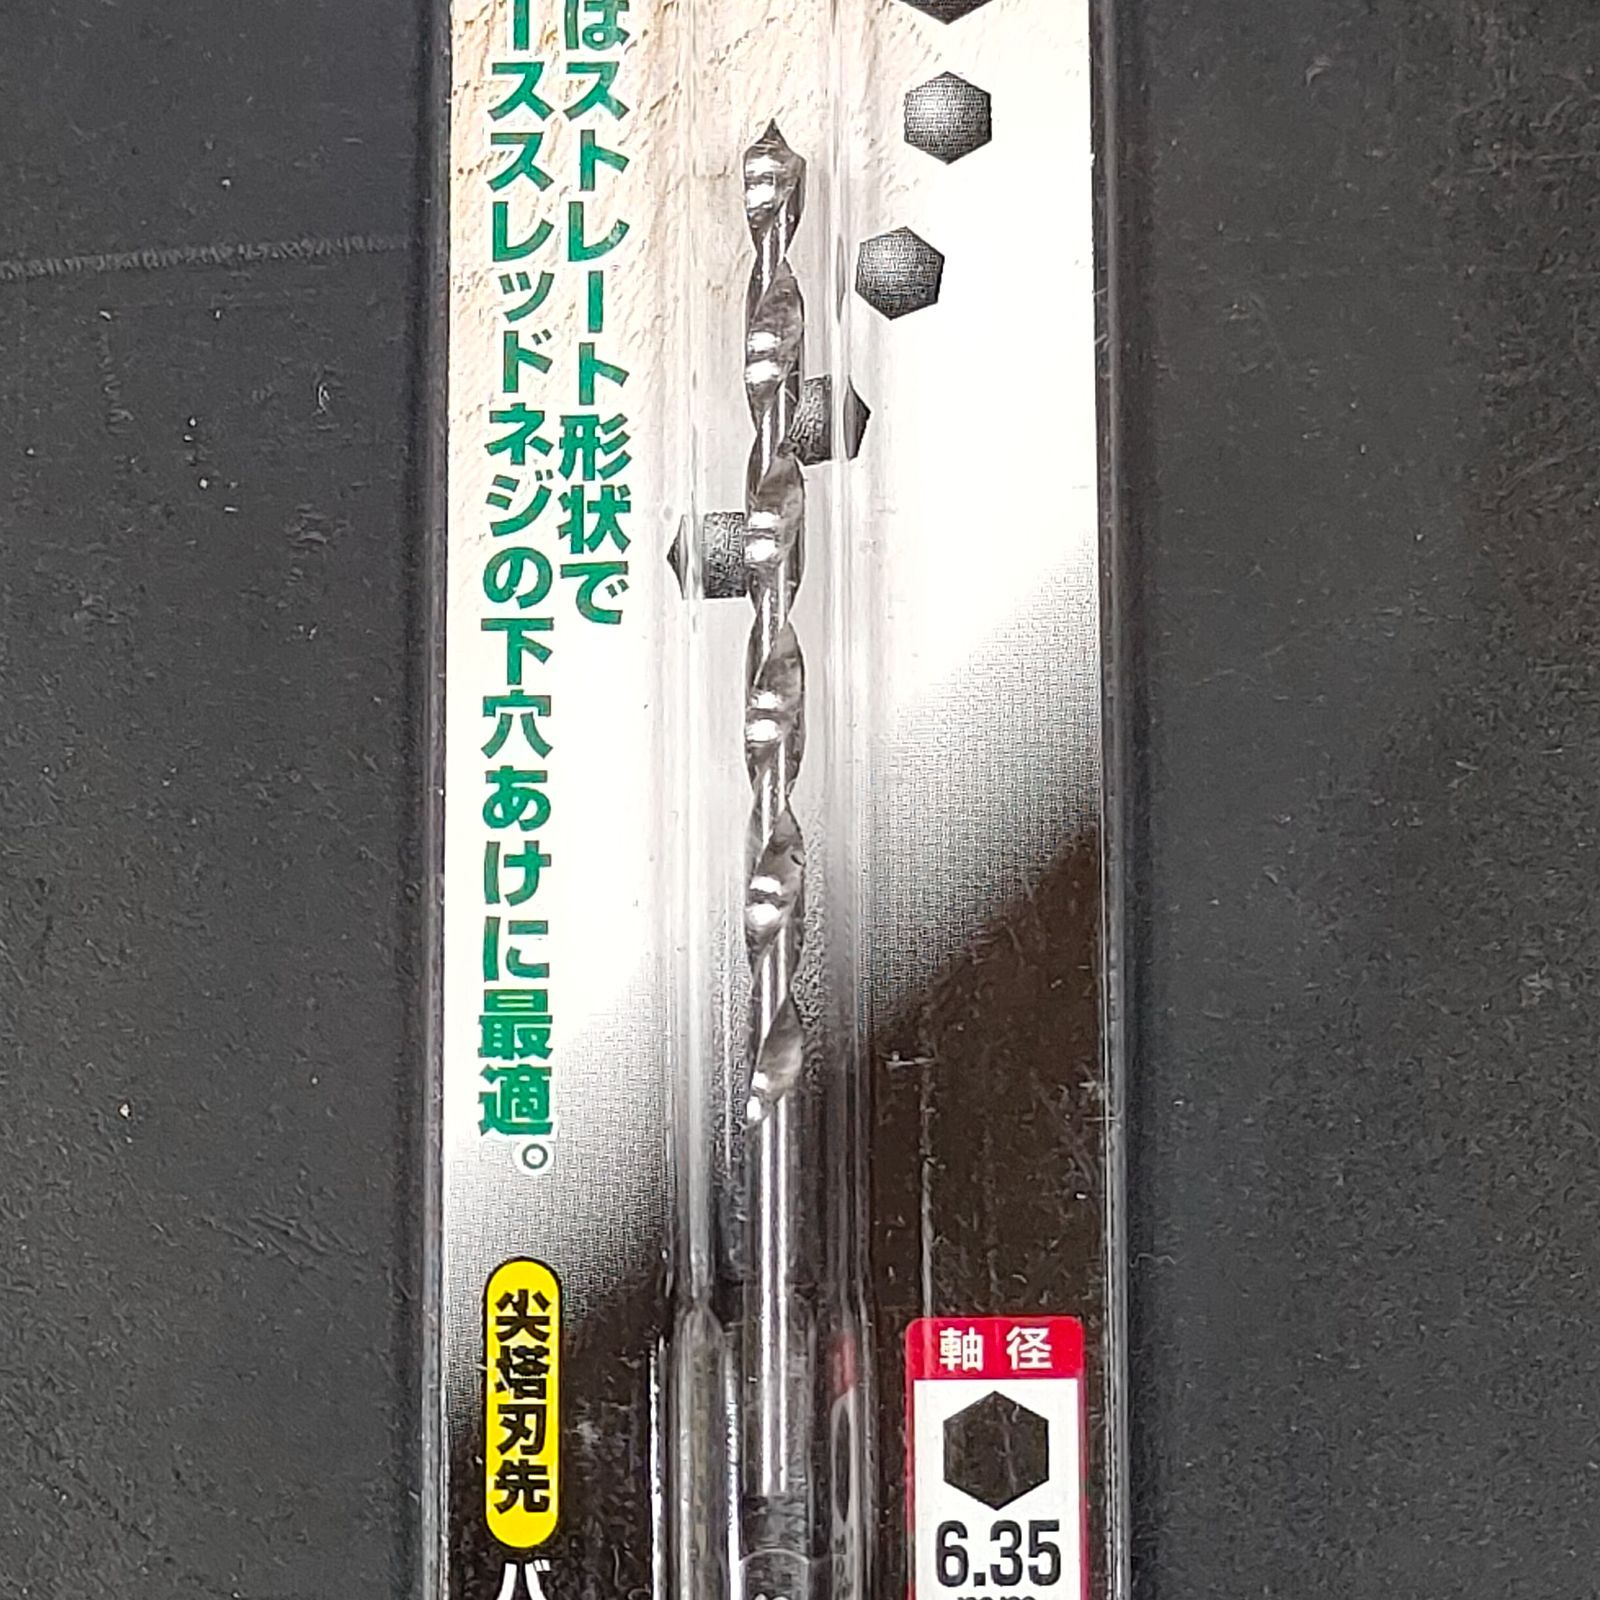 はストレート形状で
ースレッドネジの下穴あけに最適。
尖塔刃先
バ
軸径
6.35